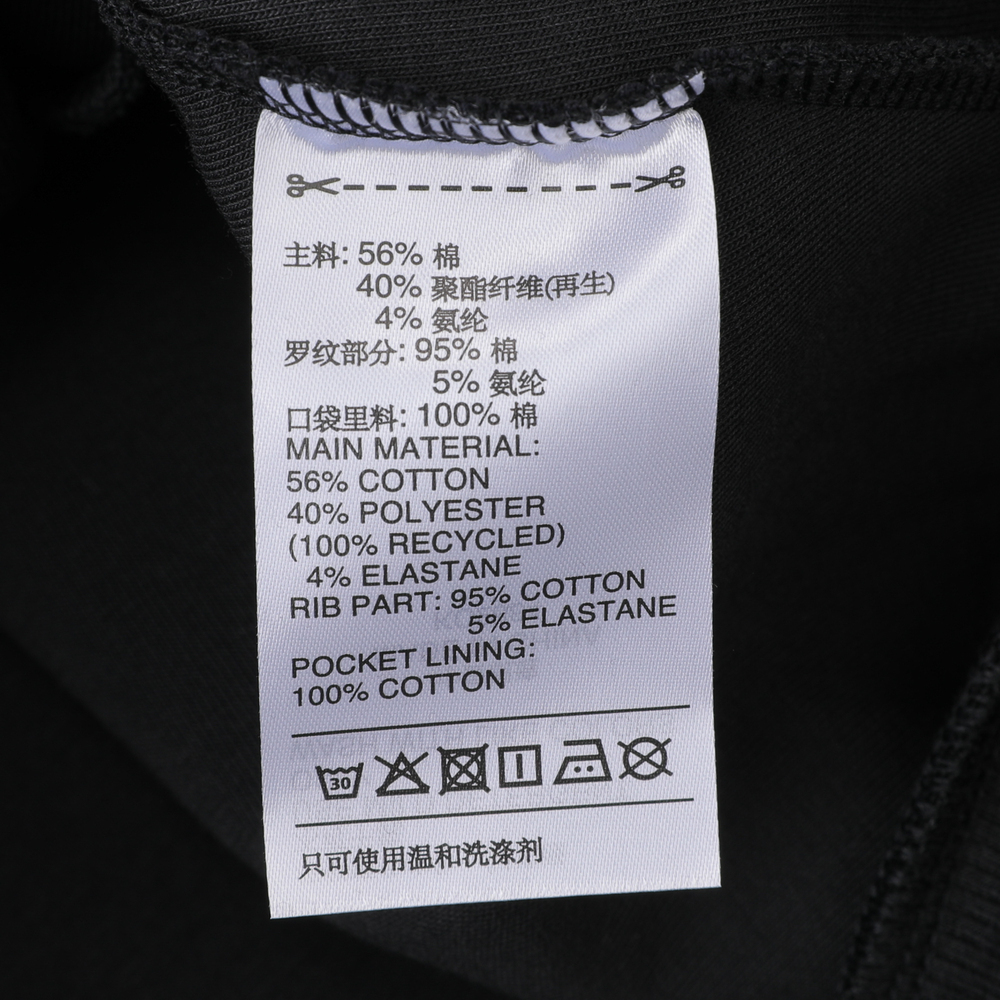 主料: 56% 棉
40% 聚酯纤维(再生)
4% 氨纶
罗纹部分: 95% 棉
5% 氨纶
口袋里料: 100% 棉
MAIN MATERIAL:
56% COTTON
40% POLYESTER
(100% RECYCLED)
4% ELASTANE
RIB PART: 95% COTTON
5% ELASTANE
POCKET LINING:
100% COTTON
30
只可使用温和洗涤剂